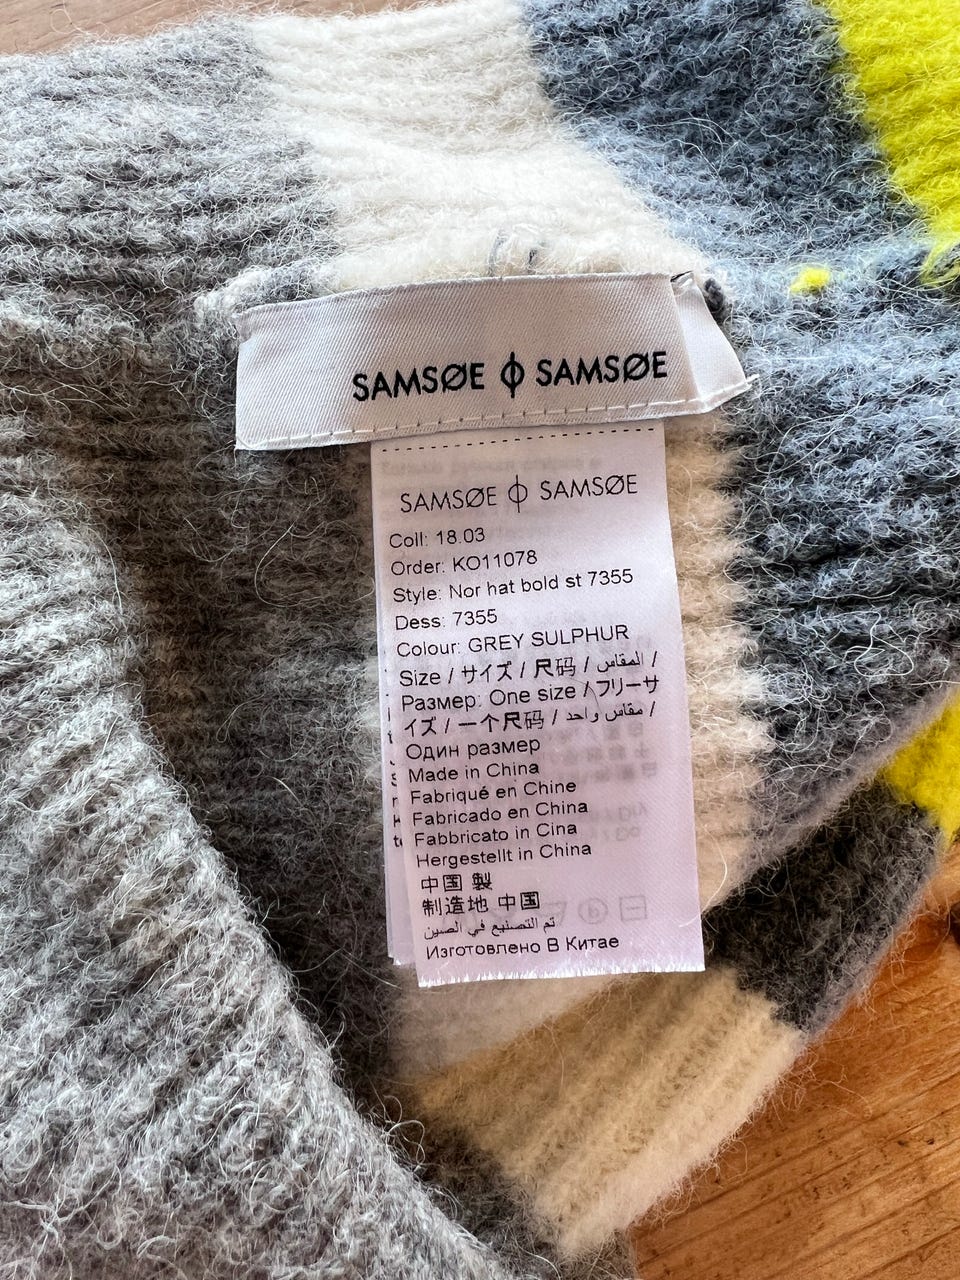 SAMSØE ϕ SAMSØE
SAMSØE ϕ SAMSØE
Coll: 18.03
Order: KO11078
Style: Nor hat bold st 7355
Dess: 7355
Colour: GREY SULPHUR
Size / サイズ / 尺码 / المقاس /
Размер: One size / フリーサ
イズ / 一个尺码 / مقاس واحد /
Один размер
Made in China
Fabriqué en Chine
Fabricado en China
Fabbricato in Cina
Hergestellt in China
中国 製
制造地 中国
تم التصنيع في الصين
Изготовлено В Китае